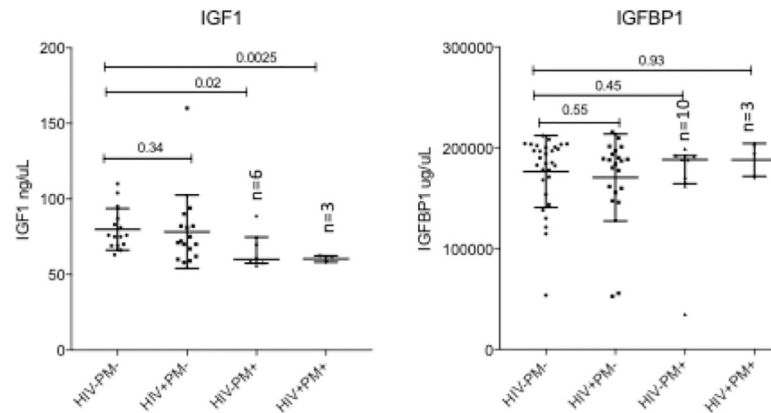 IGF1
IGF1 ng/uL
200
150
100
50
0
0.0025
0.02
0.34
n=6
n=3
HIV-PM-
HIV+PM-
HIV-PM+
HIV+PM+
IGFBP1
IGFBP1 ug/uL
300000
200000
100000
0
0.93
0.45
0.55
n=10
n=3
HIV-PM-
HIV+PM-
HIV-PM+
HIV+PM+